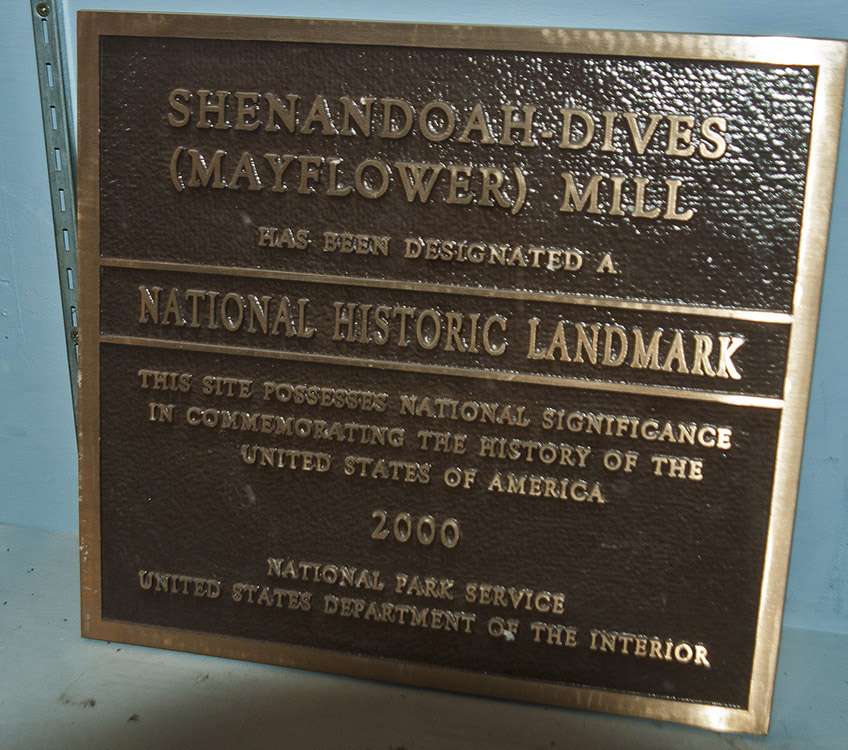 SHENANDOAH-DIVES
(MAYFLOWER) MILL
HAS BEEN DESIGNATED A
NATIONAL HISTORIC LANDMARK
THIS SITE POSSESSES NATIONAL SIGNIFICANCE
IN COMMEMORATING THE HISTORY OF THE
UNITED STATES OF AMERICA
2000
NATIONAL PARK SERVICE
UNITED STATES DEPARTMENT OF THE INTERIOR